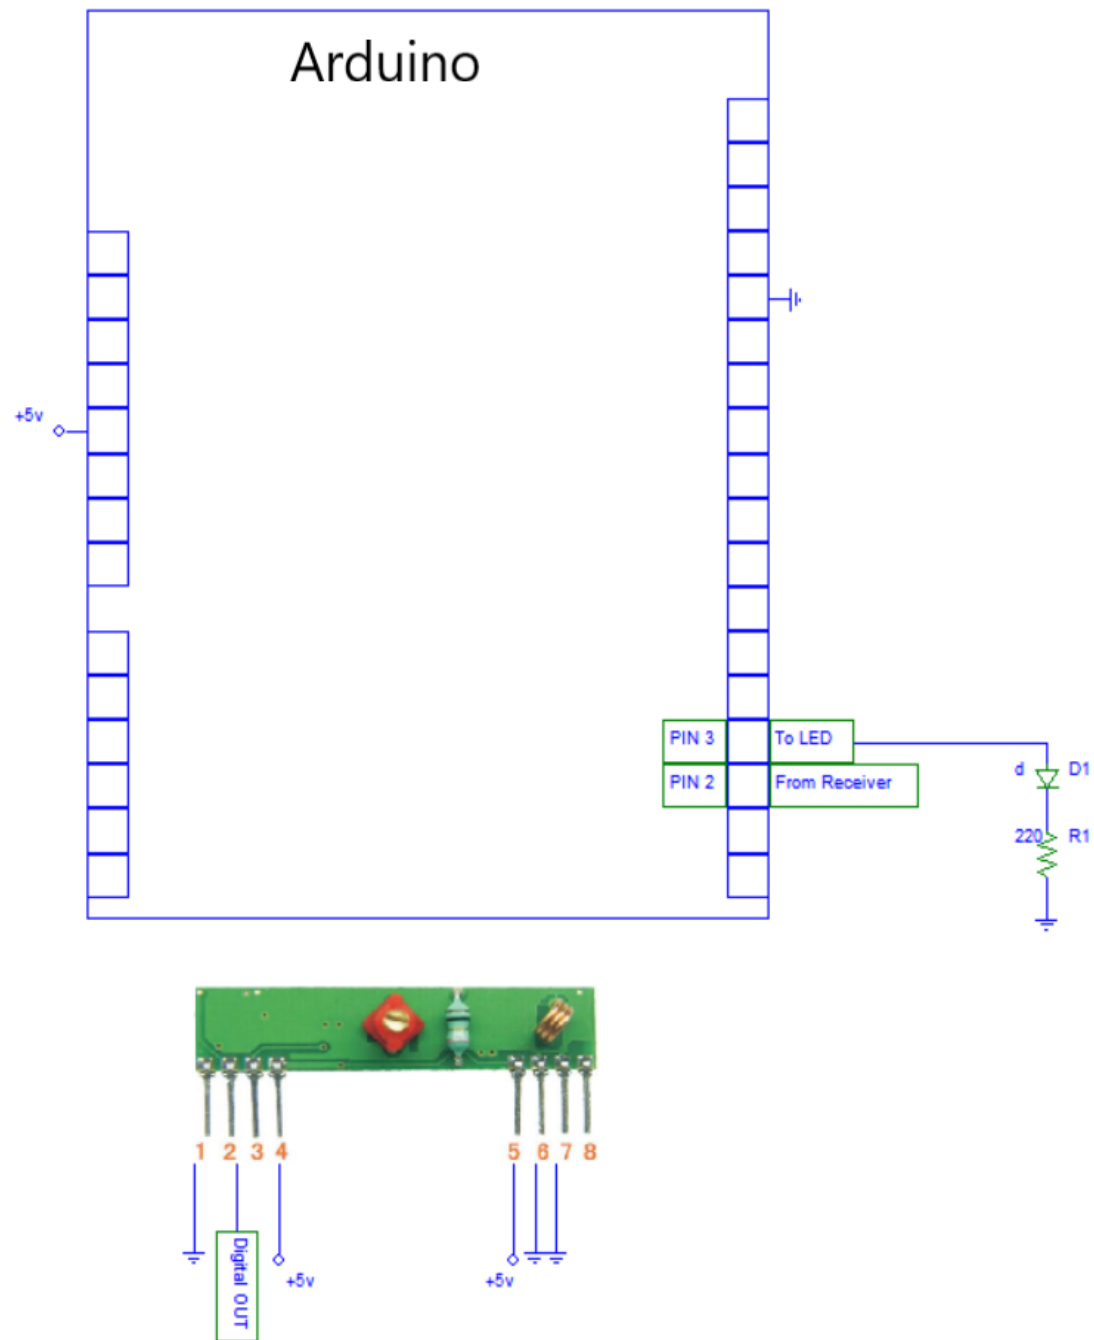 Arduino
+5v
PIN 3
To LED
PIN 2
From Receiver
d
D1
220
R1
1 2 3 4 5 6 7 8
Digital OUT
+5v
+5v